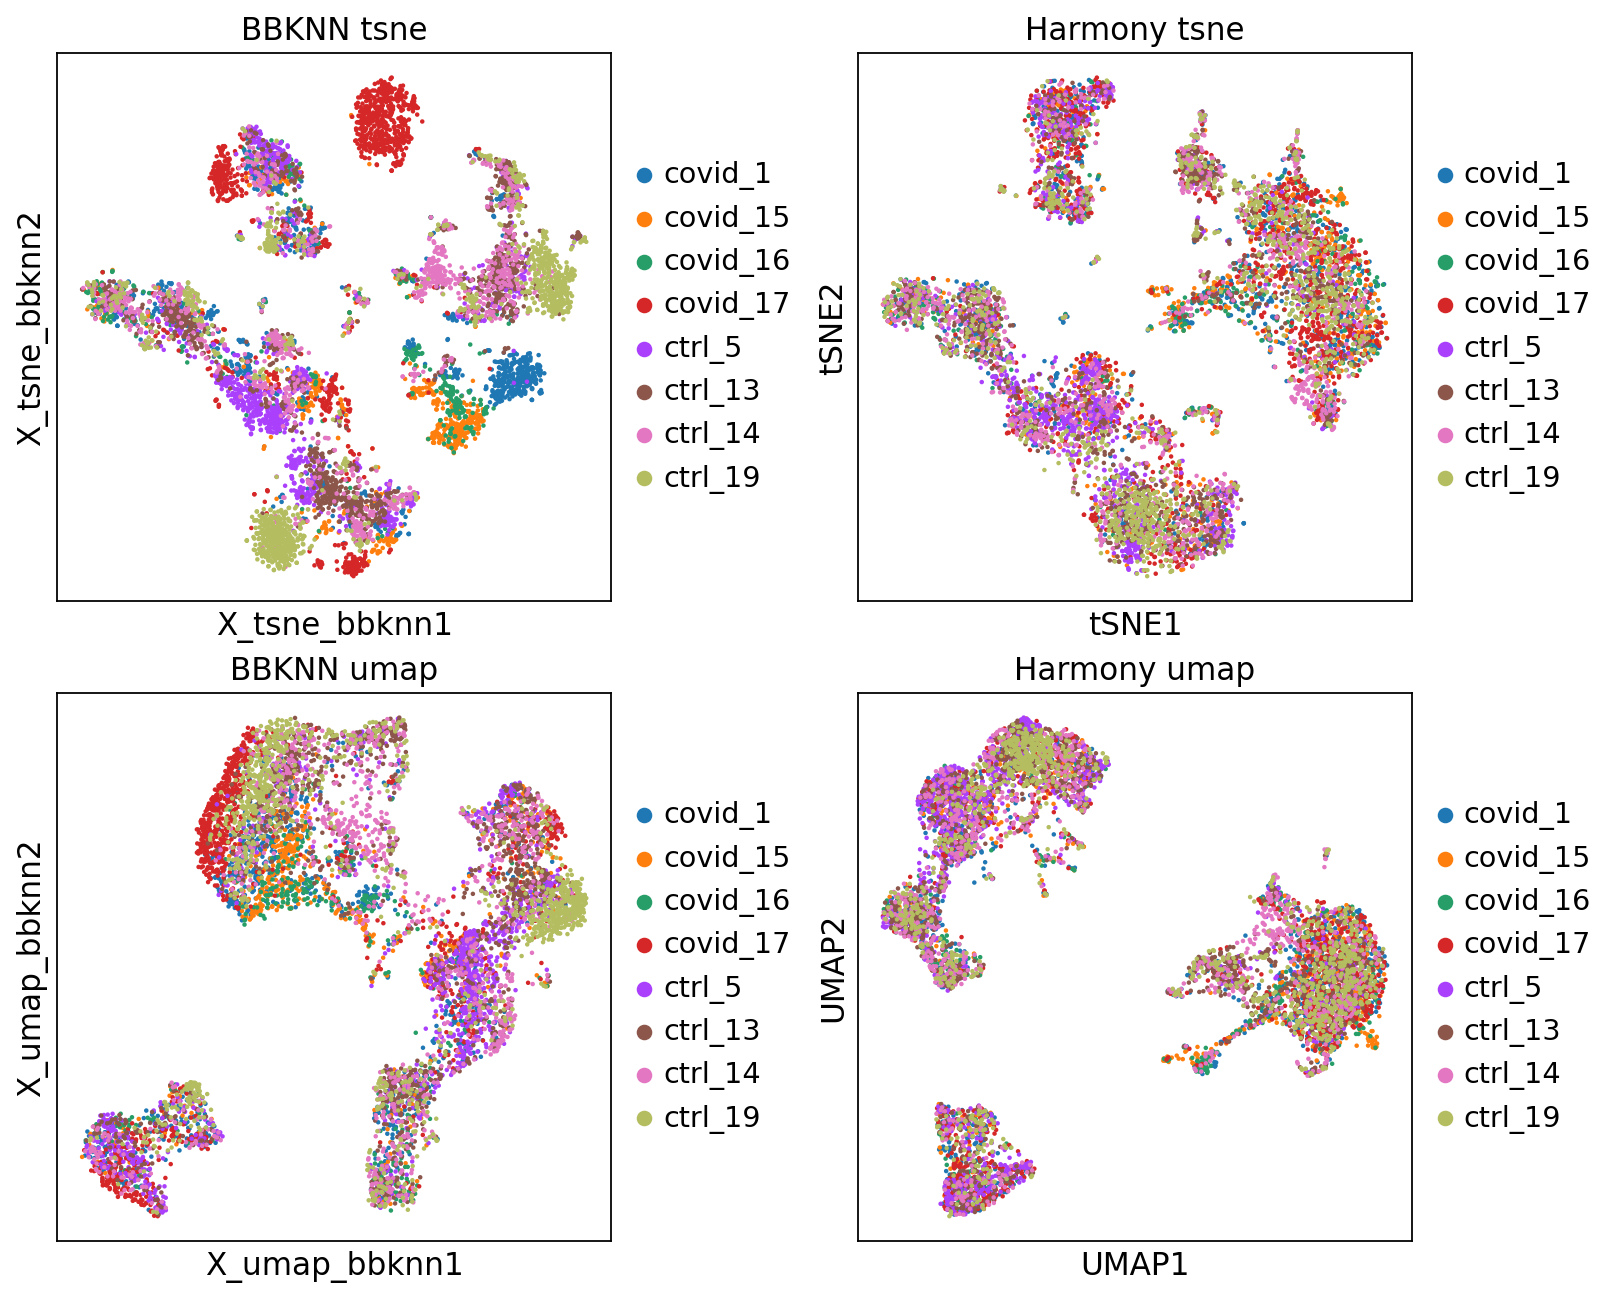 BBKNN tsne
X_tsne_bbknn2
X_tsne_bbknn1
covid_1
covid_15
covid_16
covid_17
ctrl_5
ctrl_13
ctrl_14
ctrl_19
Harmony tsne
tSNE2
tSNE1
covid_1
covid_15
covid_16
covid_17
ctrl_5
ctrl_13
ctrl_14
ctrl_19
BBKNN umap
X_umap_bbknn2
X_umap_bbknn1
covid_1
covid_15
covid_16
covid_17
ctrl_5
ctrl_13
ctrl_14
ctrl_19
Harmony umap
UMAP2
UMAP1
covid_1
covid_15
covid_16
covid_17
ctrl_5
ctrl_13
ctrl_14
ctrl_19